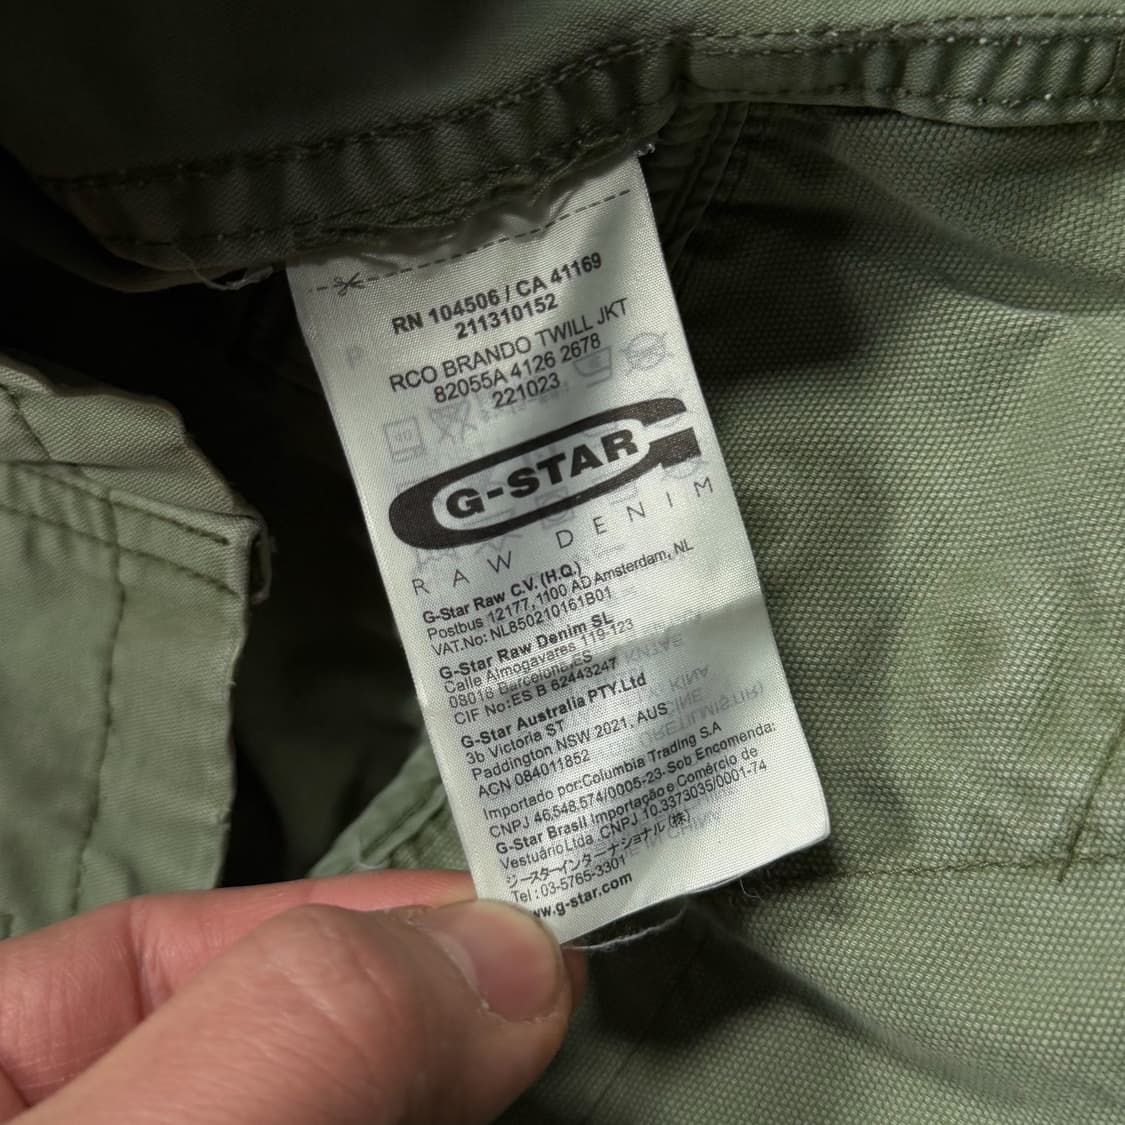 RN 104506 / CA 41169
211310152
RCO BRANDO TWILL JKT
82055A 4126 2678
221023
G-STAR
RAW DENIM
G-Star Raw C.V. (H.Q.)
Postbus 12177, 1100 AD Amsterdam, NL
VAT.No: NL850210161B01
G-Star Raw Denim SL
Calle Almogavares 119-123
08018 Barcelona,ES
CIF No:ES B 62443247
G-Star Australia PTY.Ltd
3b Victoria ST
Paddington NSW 2021, AUS
ACN 084011852
Importado por:Columbia Trading S.A
CNPJ 46,548,574/0005-23-Sob Encomenda:
G-Star Brasil Importação e Comércio de
Vestuário Ltda, CNPJ 10.3373035/0001-74
ジースターインターナショナル (株)
Tel : 03-5765-3301
www.g-star.com